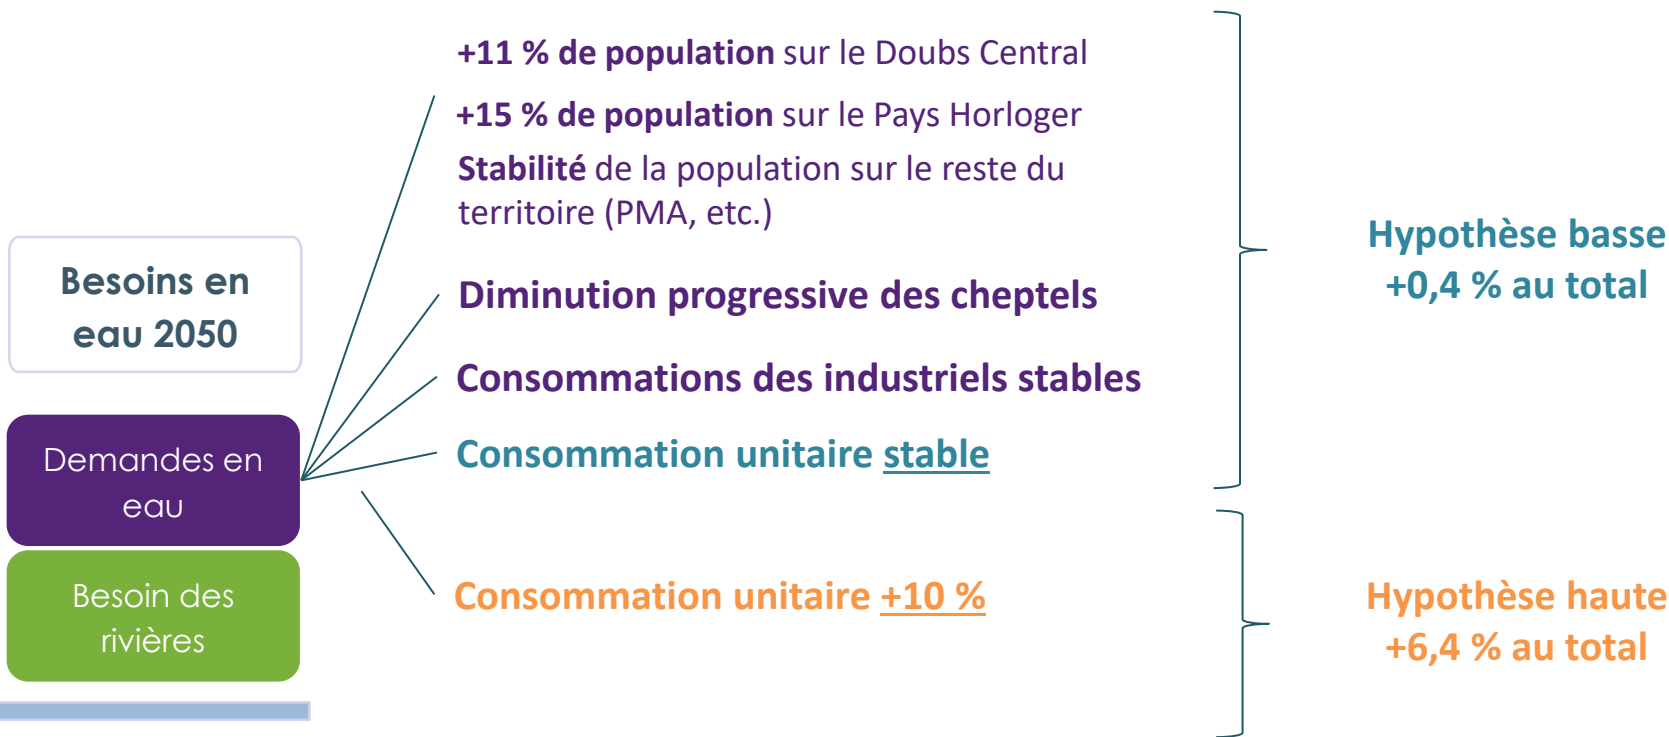 Besoins en
eau 2050
Demandes en
eau
Besoin des
rivières
+11 % de population sur le Doubs Central
+15 % de population sur le Pays Horloger
Stabilité de la population sur le reste du
territoire (PMA, etc.)
Diminution progressive des cheptels
Consommations des industriels stables
Consommation unitaire stable
Consommation unitaire +10 %
Hypothèse basse
+0,4 % au total
Hypothèse haute
+6,4 % au total